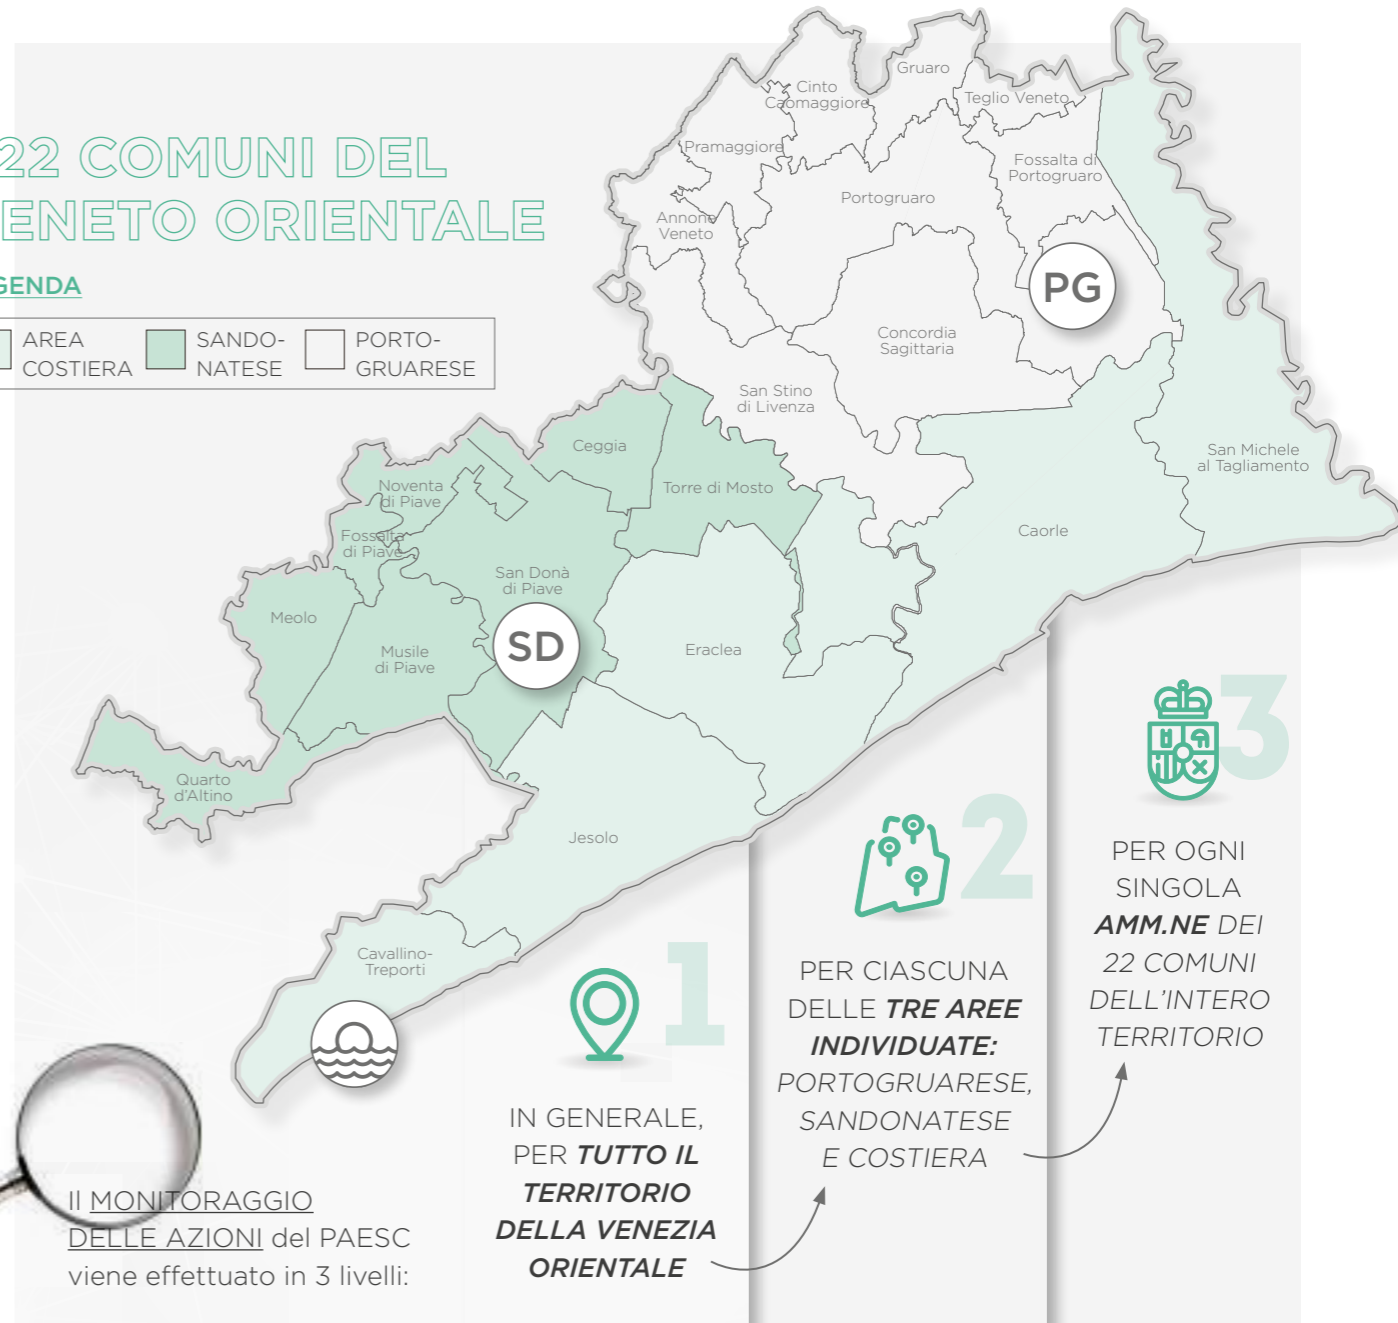 22 COMUNI DEL
ENETO ORIENTALE
GENDA
AREA
COSTIERA
SANDO-
NATESE
PORTO-
GRUARESE
Gruaro
Cinto
Caomaggiore
Teglio Veneto
Pramaggiore
Fossalta di
Portogruaro
Portogruaro
Annone
Veneto
PG
Concordia
Sagittaria
San Stino
di Livenza
San Michele
al Tagliamento
Ceggia
Torre di Mosto
Noventa
di Piave
Caorle
Fossalta
di Piave
San Donà
di Piave
Meolo
Musile
di Piave
SD
Eraclea
Quarto
d'Altino
Jesolo
Cavallino-
Treporti
Il MONITORAGGIO
DELLE AZIONI del PAESC
viene effettuato in 3 livelli:
1
IN GENERALE,
PER TUTTO IL
TERRITORIO
DELLA VENEZIA
ORIENTALE
2
PER CIASCUNA
DELLE TRE AREE
INDIVIDUATE:
PORTOGRUARESE,
SANDONATESE
E COSTIERA
3
PER OGNI
SINGOLA
AMM.NE DEI
22 COMUNI
DELL'INTERO
TERRITORIO